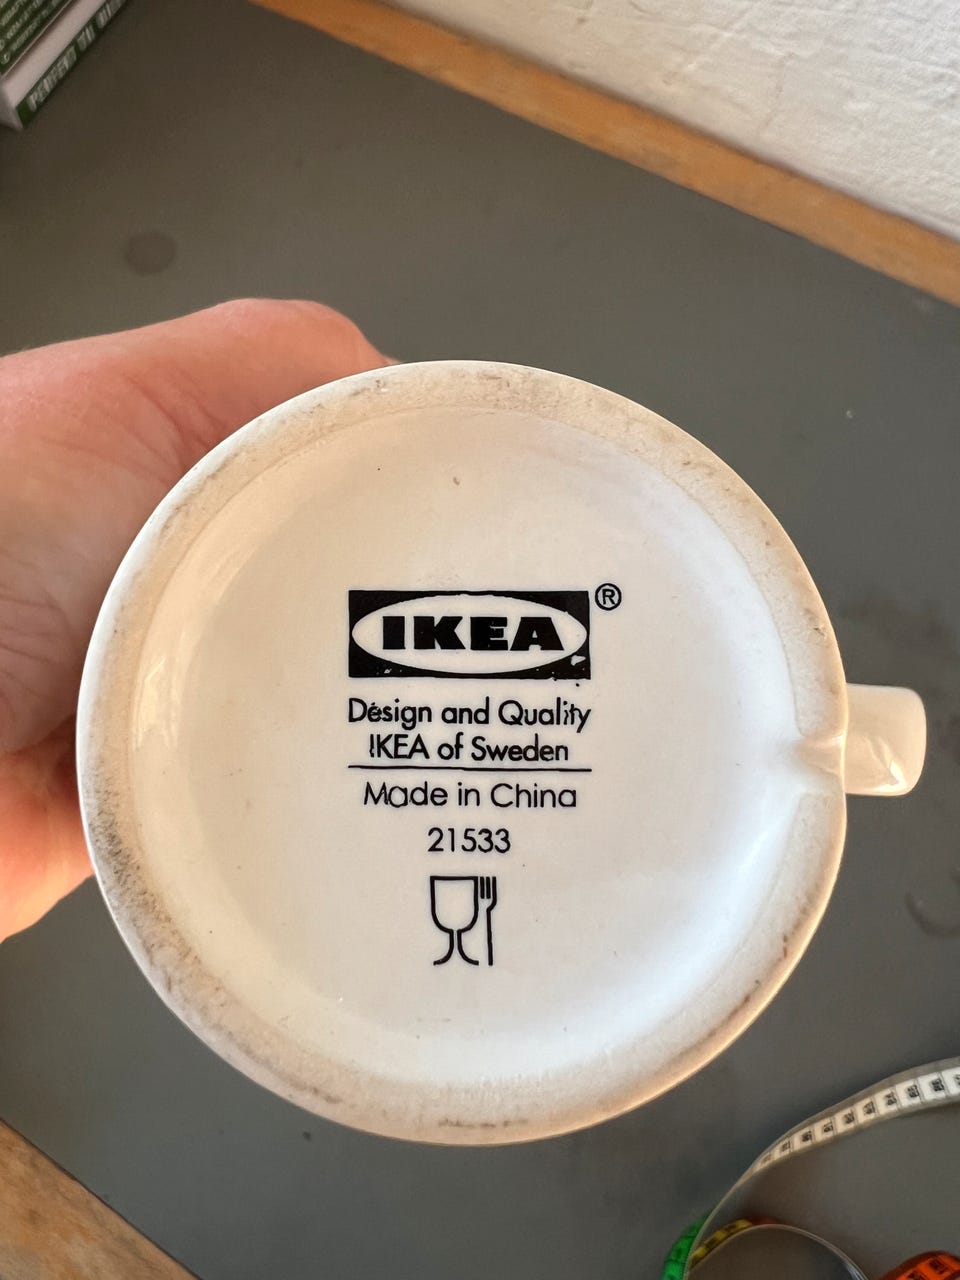 IKEA®
Design and Quality
IKEA of Sweden
Made in China
21533